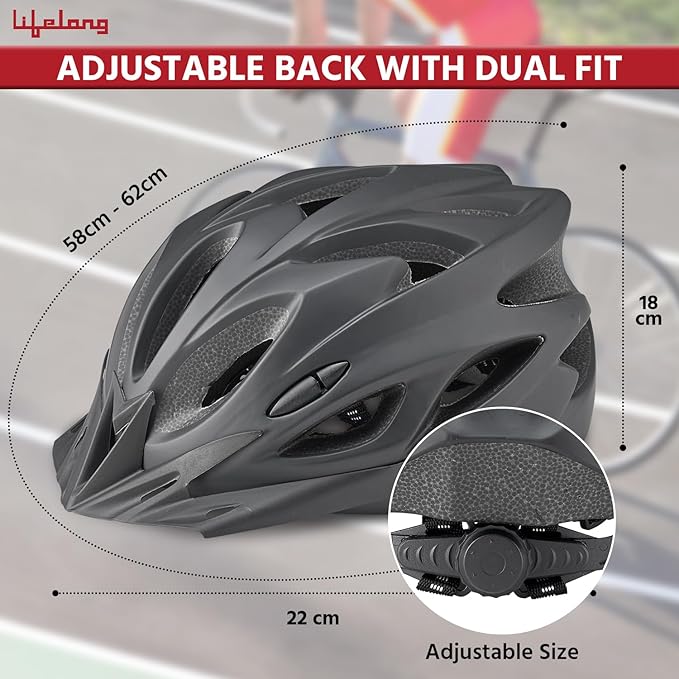 Lifelong
ADJUSTABLE BACK WITH DUAL FIT
58cm - 62cm
18
cm
22 cm
Adjustable Size